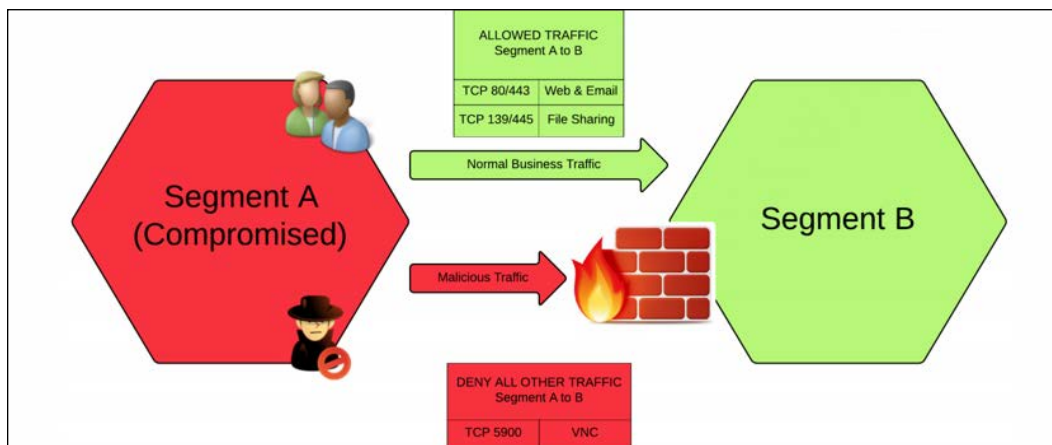 ALLOWED TRAFFIC
Segment A to B
TCP 80/443 Web & Email
TCP 139/445 File Sharing
Normal Business Traffic
Segment A
(Compromised)
Segment B
Malicious Traffic
DENY ALL OTHER TRAFFIC
Segment A to B
TCP 5900 VNC